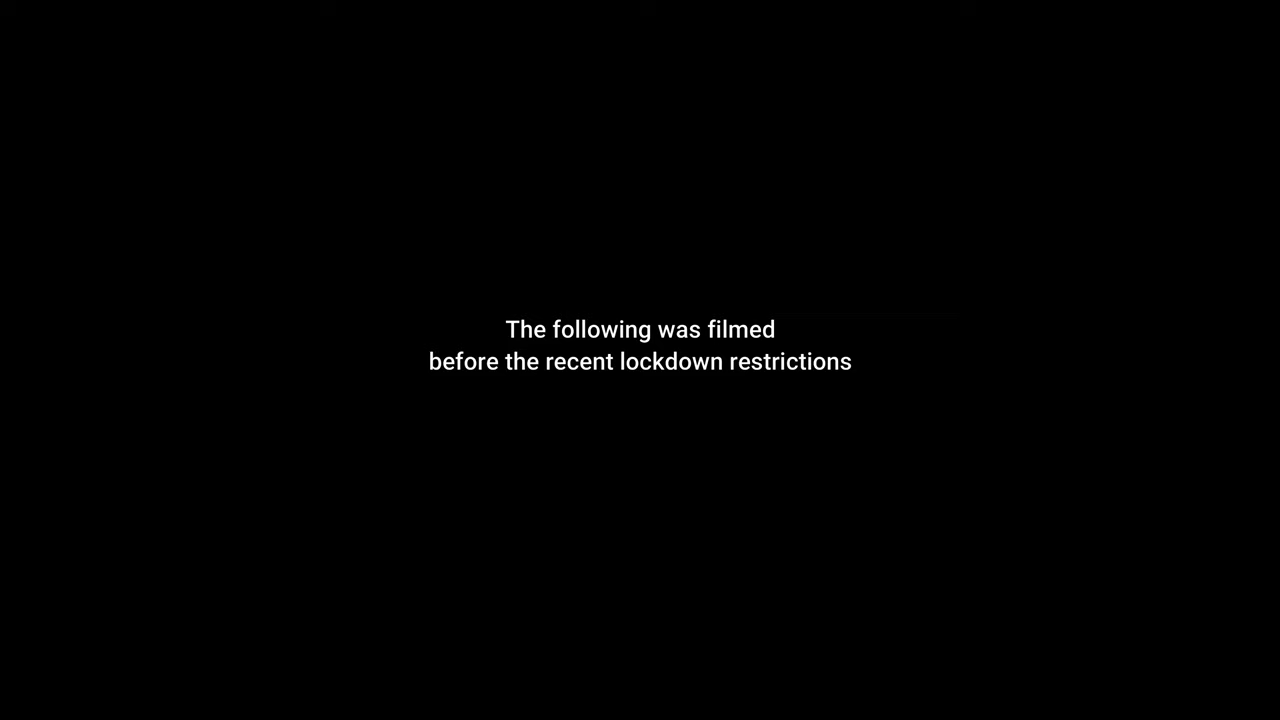 The following was filmed
before the recent lockdown restrictions